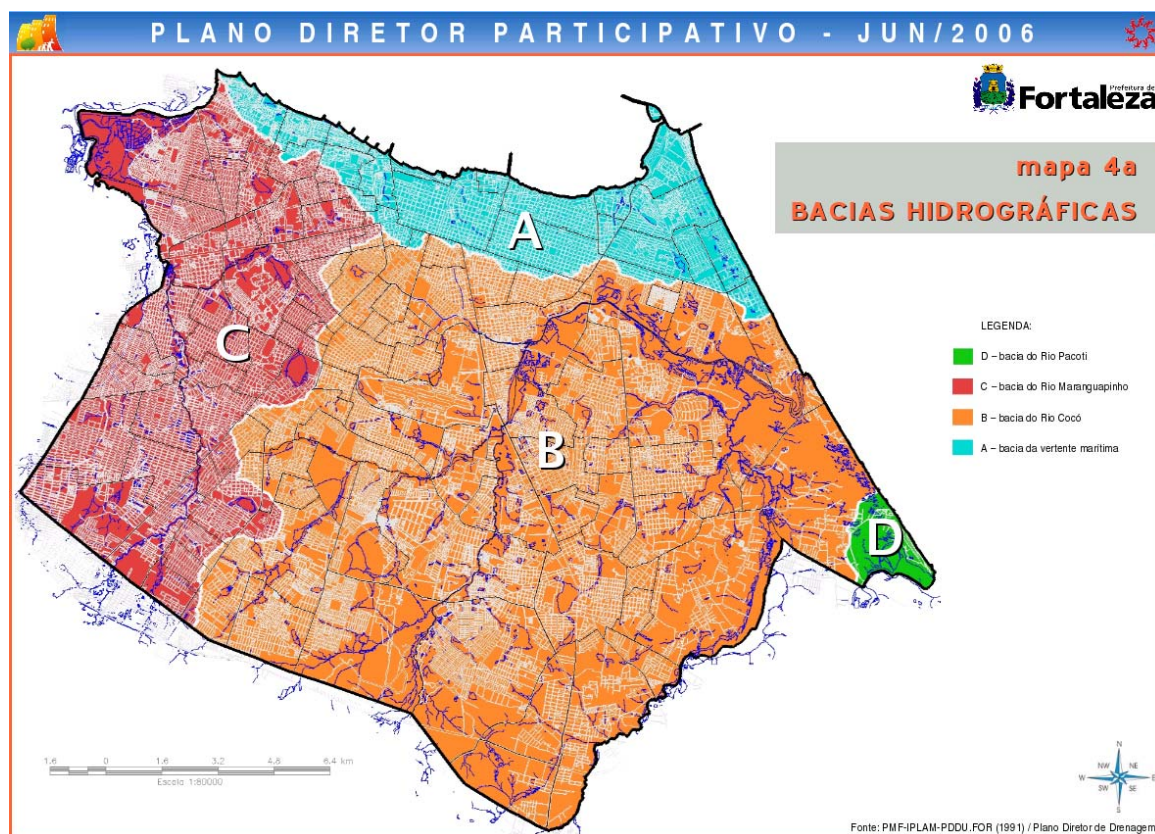 PLANO DIRETOR PARTICIPATIVO - JUN/2006
Prefeitura de
Fortaleza
mapa 4a
BACIAS HIDROGRÁFICAS
A
C
B
D
LEGENDA:
D – bacia do Rio Pacoti
C – bacia do Rio Maranguapinho
B – bacia do Rio Cocó
A – bacia da vertente marítima
1,6 0 1,6 3,2 4,8 6,4 km
Escala 1:80000
N
NW NE
W E
SW SE
S
Fonte: PMF-IPLAM-PDDU.FOR (1991) / Plano Diretor de Drenagem